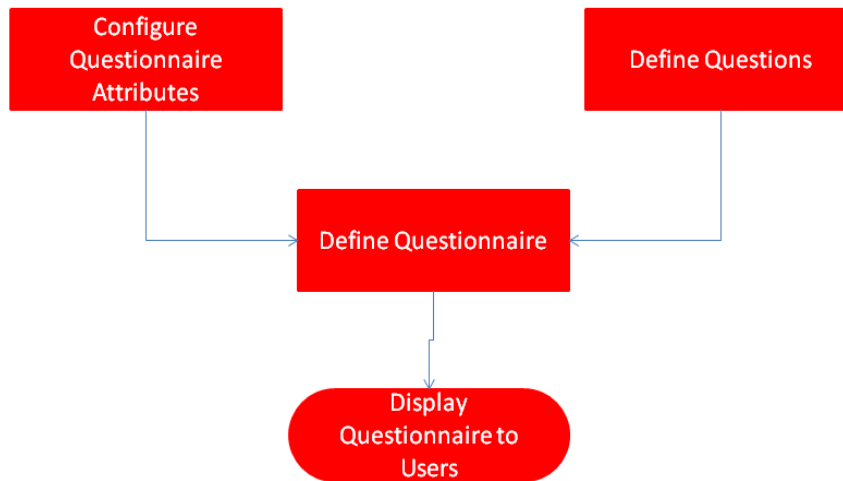 Configure
Questionnaire
Attributes
Define Questions
Define Questionnaire
Display
Questionnaire to
Users